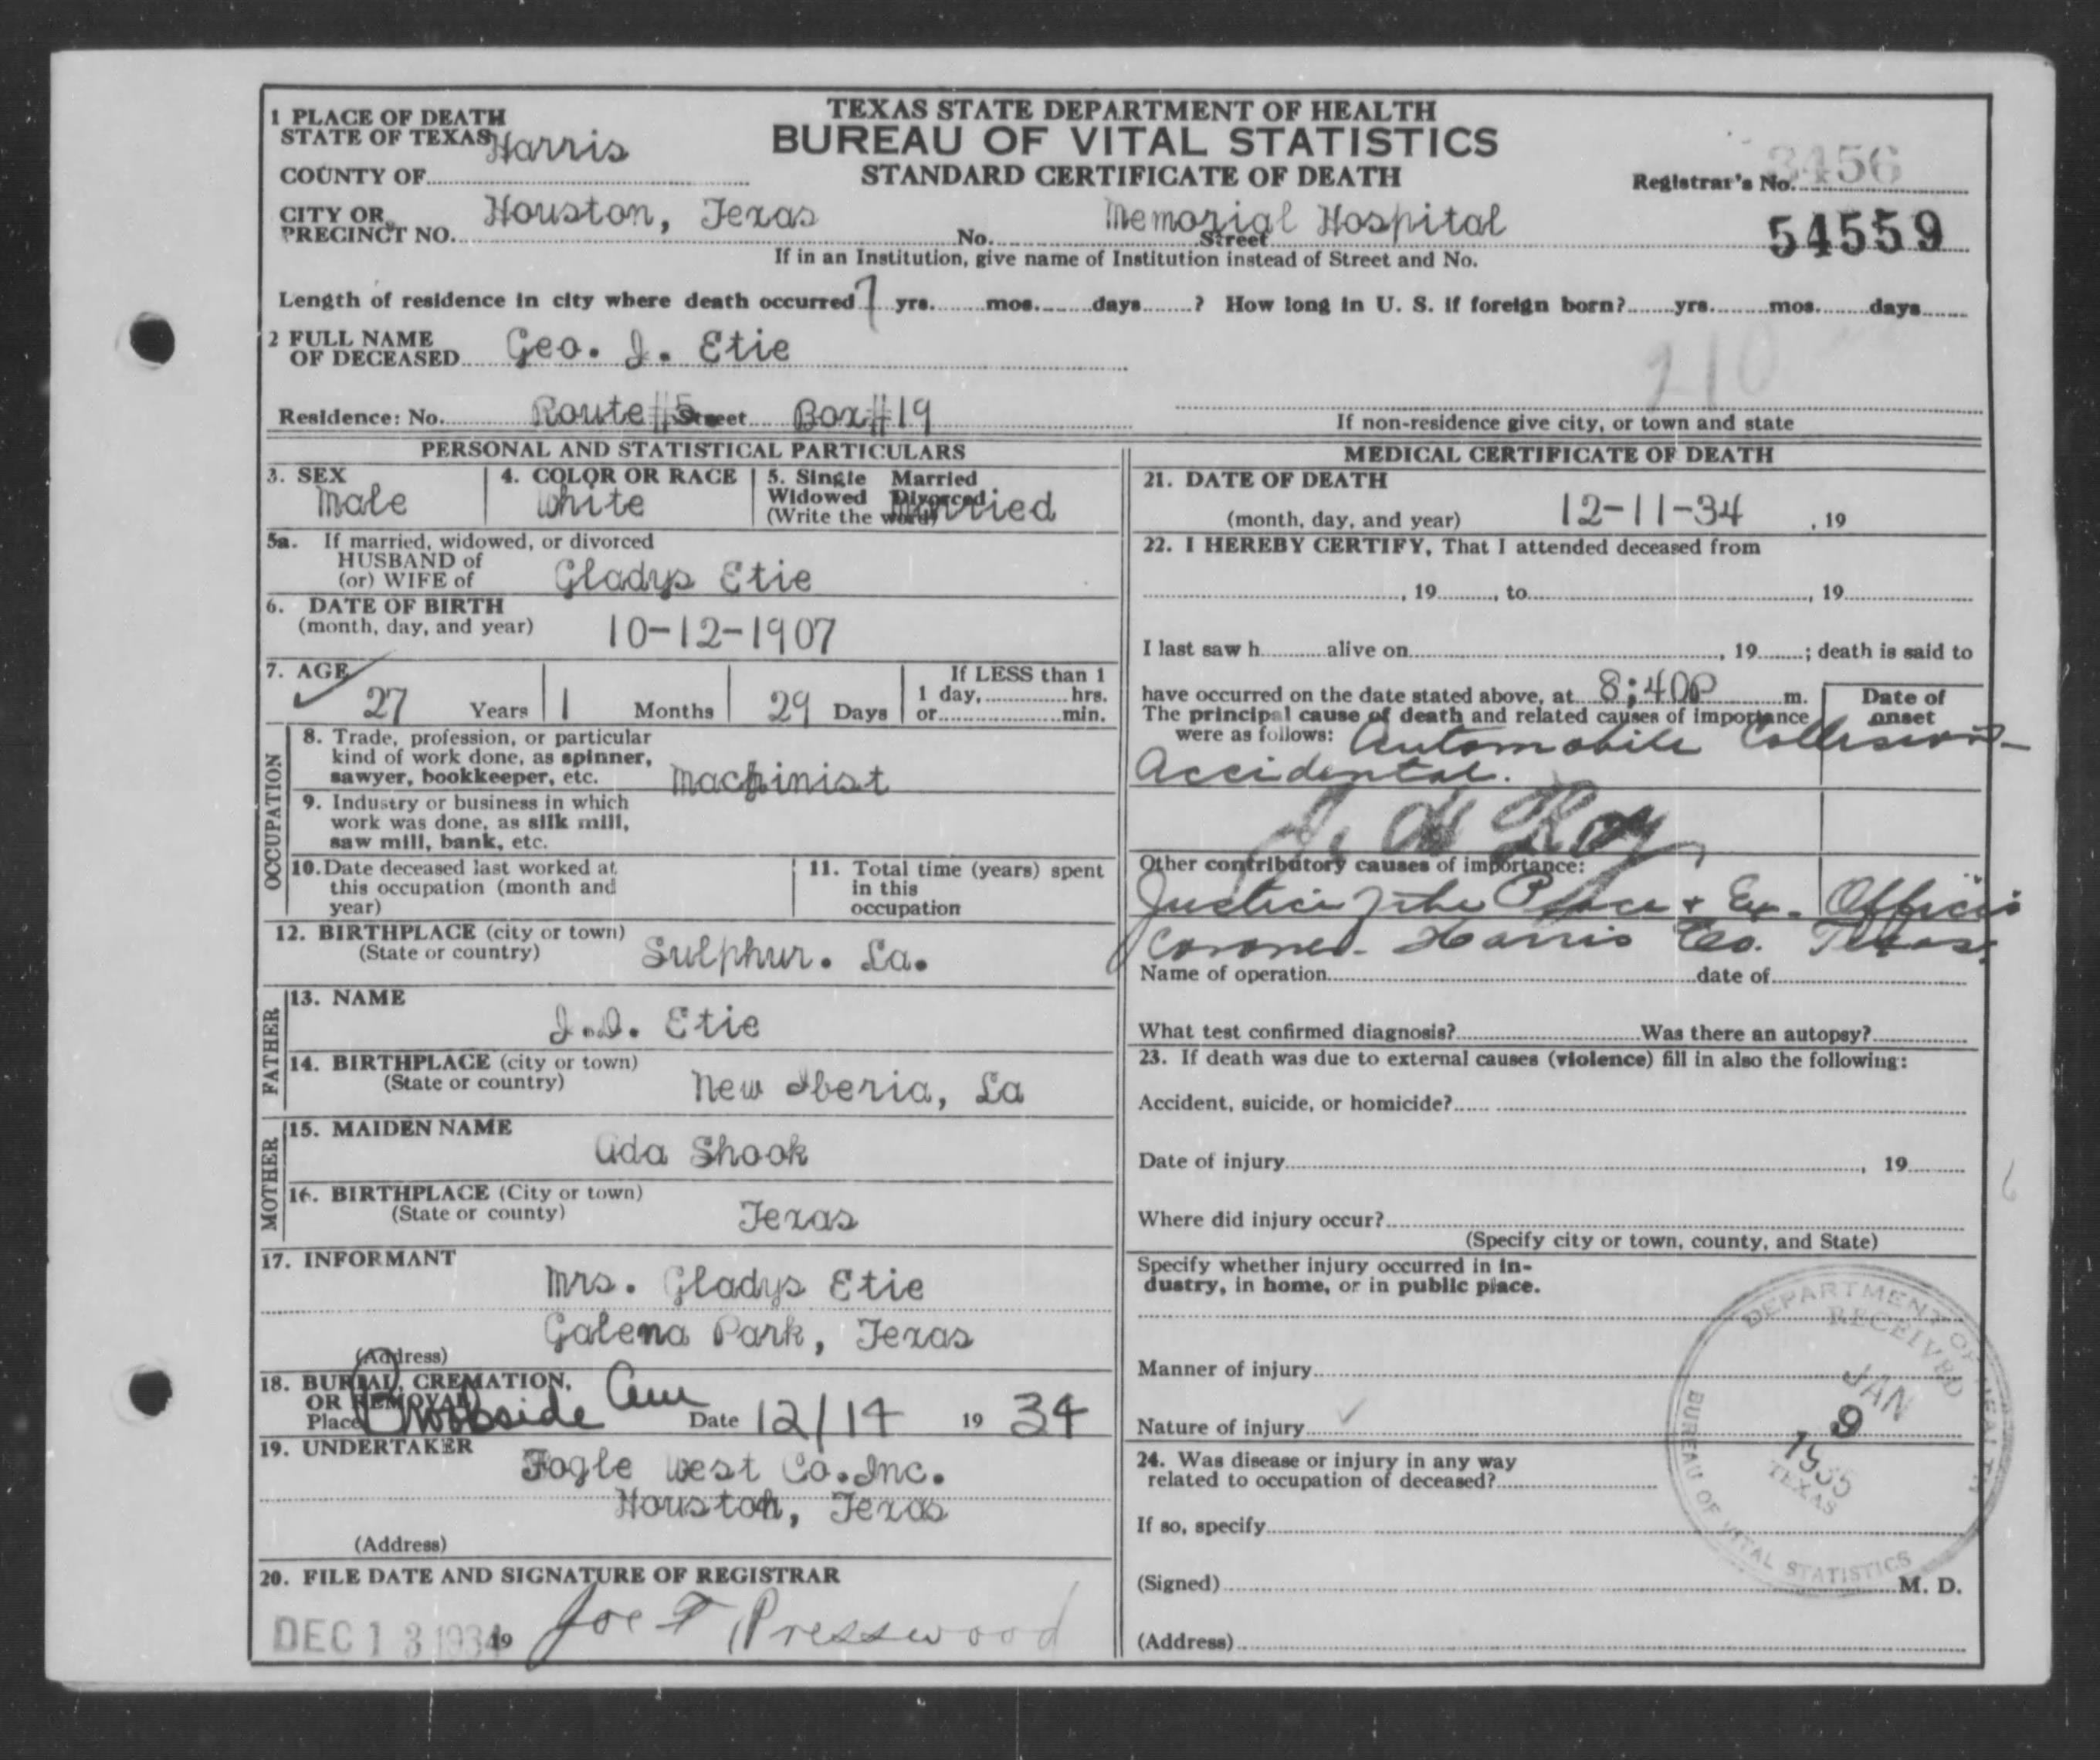 TEXAS STATE DEPARTMENT OF HEALTH
BUREAU OF VITAL STATISTICS
STANDARD CERTIFICATE OF DEATH
1 PLACE OF DEATH
STATE OF TEXAS
COUNTY OF Harris
Registrar's No. 3456
CITY OR PRECINCT NO. Houston, Texas No. Memorial Hospital Street
54559
If in an Institution, give name of Institution instead of Street and No.
Length of residence in city where death occurred 7 yrs. mos. days ? How long in U. S. if foreign born? yrs. mos. days
2 FULL NAME
OF DECEASED Geo. J. Etie
210
Residence: No. Route #5 Street Box #19
If non-residence give city, or town and state
PERSONAL AND STATISTICAL PARTICULARS
3. SEX Male
4. COLOR OR RACE White
5. Single Married
Widowed Divorced
(Write the word) Married
5a. If married, widowed, or divorced
HUSBAND of
(or) WIFE of Gladys Etie
6. DATE OF BIRTH
(month, day, and year) 10-12-1907
7. AGE 27 Years 1 Months 29 Days
If LESS than 1
1 day, hrs.
or min.
OCCUPATION
8. Trade, profession, or particular
kind of work done, as spinner,
sawyer, bookkeeper, etc. Machinist
9. Industry or business in which
work was done, as silk mill,
saw mill, bank, etc.
10. Date deceased last worked at
this occupation (month and
year)
11. Total time (years) spent
in this
occupation
12. BIRTHPLACE (city or town)
(State or country) Sulphur. La.
FATHER
13. NAME J.D. Etie
14. BIRTHPLACE (city or town)
(State or country) New Iberia, La
MOTHER
15. MAIDEN NAME Ada Shook
16. BIRTHPLACE (City or town)
(State or county) Texas
17. INFORMANT Mrs. Gladys Etie
Galena Park, Texas
(Address)
18. BURIAL, CREMATION,
OR REMOVAL
Place Brookside Cem Date 12/14 19 34
19. UNDERTAKER Fogle West Co. Inc.
Houston, Texas
(Address)
20. FILE DATE AND SIGNATURE OF REGISTRAR
DEC 13 1934 19 Joe F Presswood
MEDICAL CERTIFICATE OF DEATH
21. DATE OF DEATH
(month, day, and year) 12-11-34 , 19
22. I HEREBY CERTIFY, That I attended deceased from
, 19 , to , 19
I last saw h alive on , 19 ; death is said to
have occurred on the date stated above, at 8:40P m.
Date of
onset
The principal cause of death and related causes of importance
were as follows: Automobile Collision-
Accidental.
Ray
Other contributory causes of importance:
Justice of the Peace + Ex. Officio
Coroner. Harris Co. Texas.
Name of operation date of
What test confirmed diagnosis? Was there an autopsy?
23. If death was due to external causes (violence) fill in also the following:
Accident, suicide, or homicide?
Date of injury , 19
Where did injury occur?
(Specify city or town, county, and State)
Specify whether injury occurred in in-
dustry, in home, or in public place.
Manner of injury
Nature of injury
24. Was disease or injury in any way
related to occupation of deceased?
If so, specify
(Signed) M. D.
(Address)
DEPARTMENT OF HEALTH
RECEIVED
JAN
9
1935
TEXAS
BUREAU OF VITAL STATISTICS